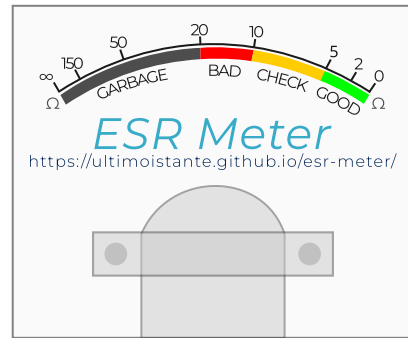 ∞ 150 50 20 10 5 2 0
Ω GARBAGE BAD CHECK GOOD Ω
ESR Meter
https://ultimoistante.github.io/esr-meter/